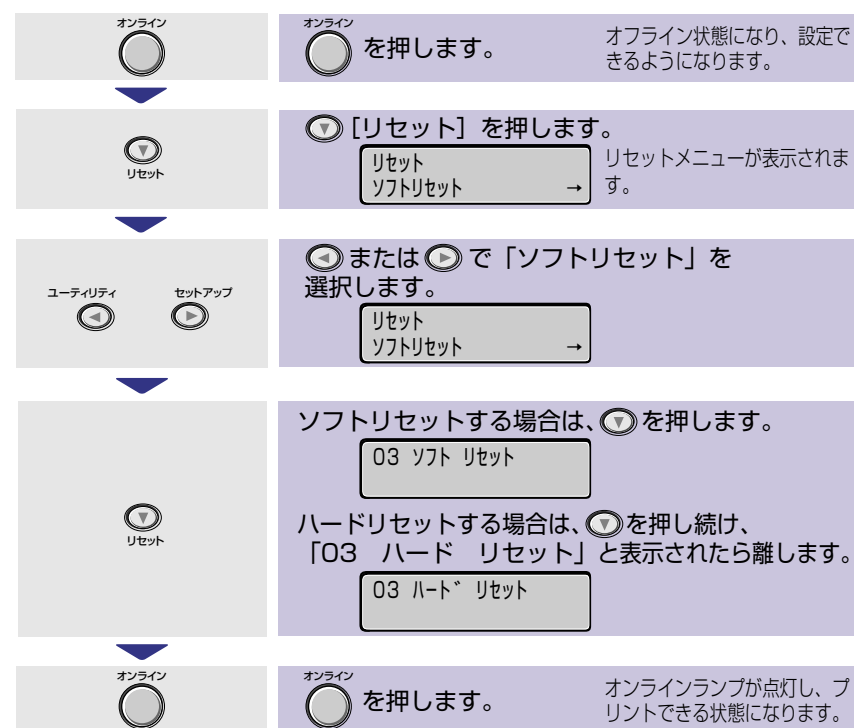 オンライン
オンライン
を押します。
オフライン状態になり、設定で
きるようになります。
リセット
[リセット] を押します。
リセット
ソフトリセット →
リセットメニューが表示されま
す。
ユーティリティ セットアップ
または で「ソフトリセット」を
選択します。
リセット
ソフトリセット →
リセット
ソフトリセットする場合は、 を押します。
03 ソフト リセット
ハードリセットする場合は、 を押し続け、
「03 ハード リセット」と表示されたら離します。
03 ハード リセット
オンライン
オンライン
を押します。
オンラインランプが点灯し、プ
リントできる状態になります。